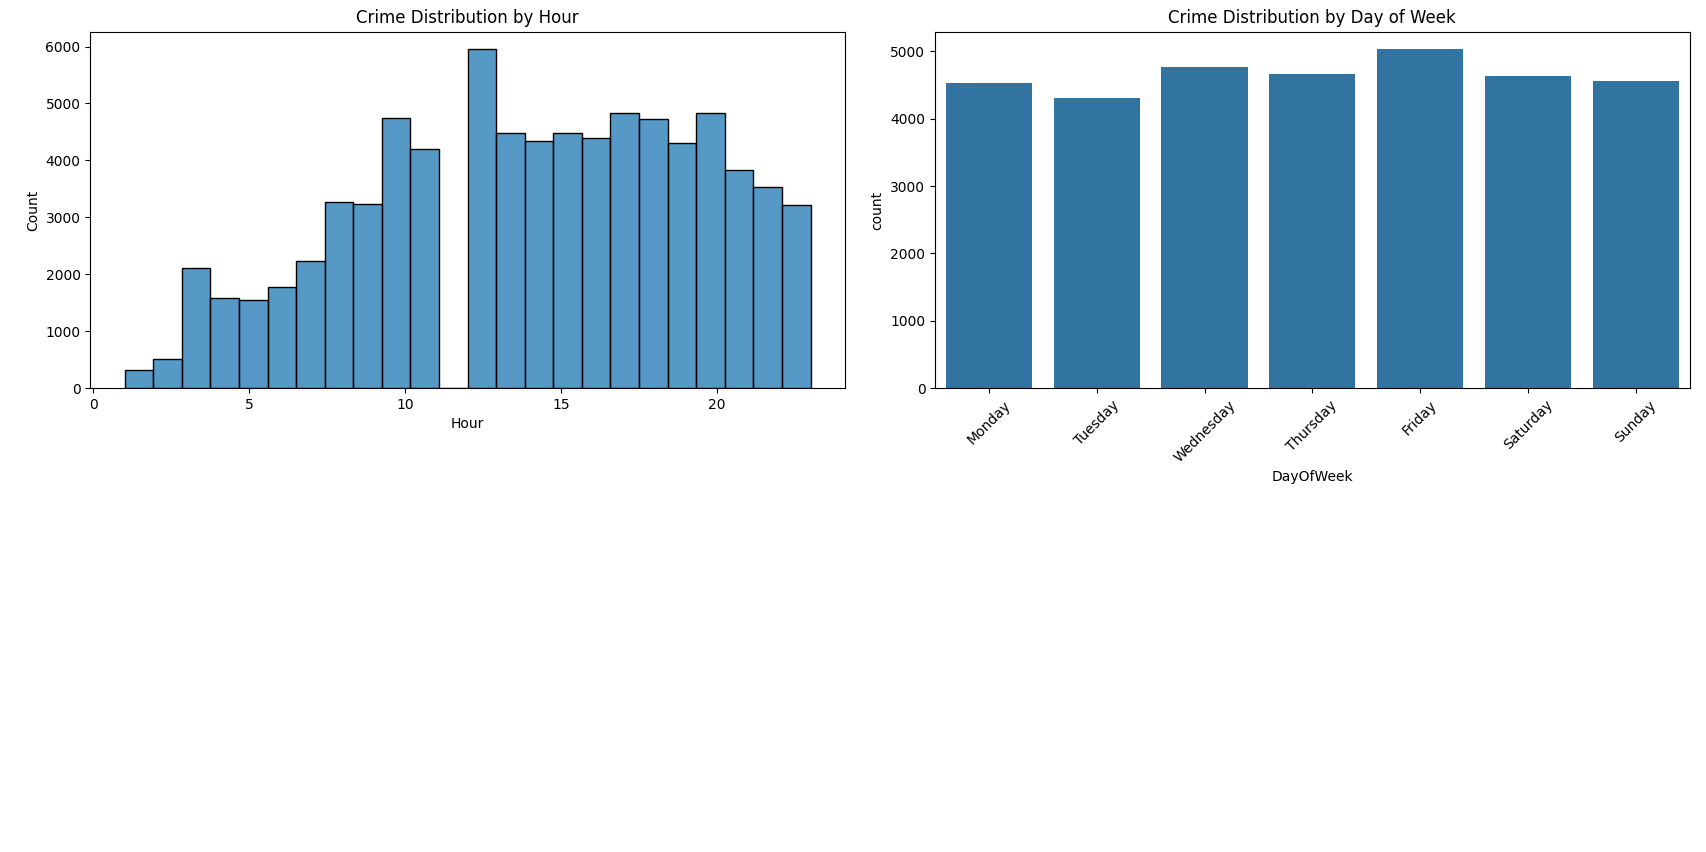 Crime Distribution by Hour
6000
5000
4000
3000
2000
1000
0
Count
0 5 10 15 20
Hour
Crime Distribution by Day of Week
5000
4000
3000
2000
1000
0
count
Monday Tuesday Wednesday Thursday Friday Saturday Sunday
DayOfWeek